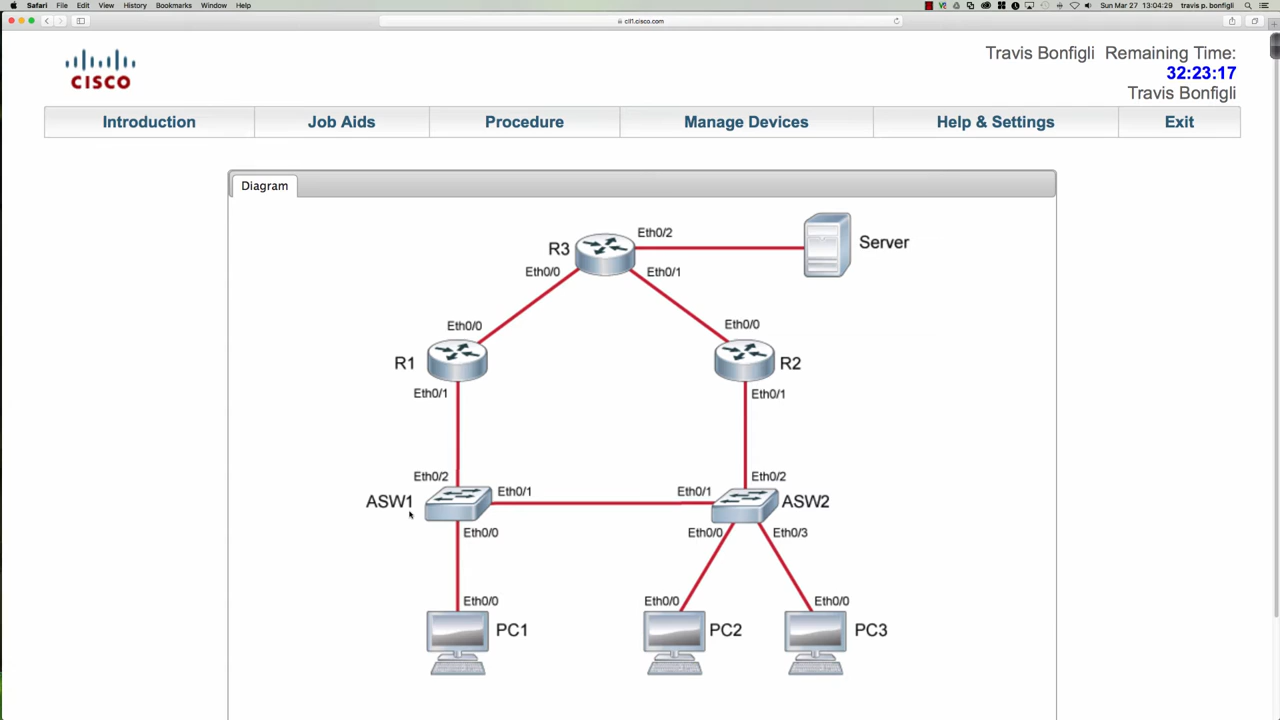 Safari File Edit View History Bookmarks Window Help Sun Mar 27 13:04:29 travis p. bonfigli
cll1.cisco.com
CISCO
Travis Bonfigli Remaining Time:
32:23:17
Travis Bonfigli
Introduction Job Aids Procedure Manage Devices Help & Settings Exit
Diagram
Eth0/2
R3
Server
Eth0/0 Eth0/1
Eth0/0 Eth0/0
R1 R2
Eth0/1 Eth0/1
Eth0/2 Eth0/2
Eth0/1 Eth0/1
ASW1 ASW2
Eth0/0 Eth0/0 Eth0/3
Eth0/0 Eth0/0 Eth0/0
PC1 PC2 PC3